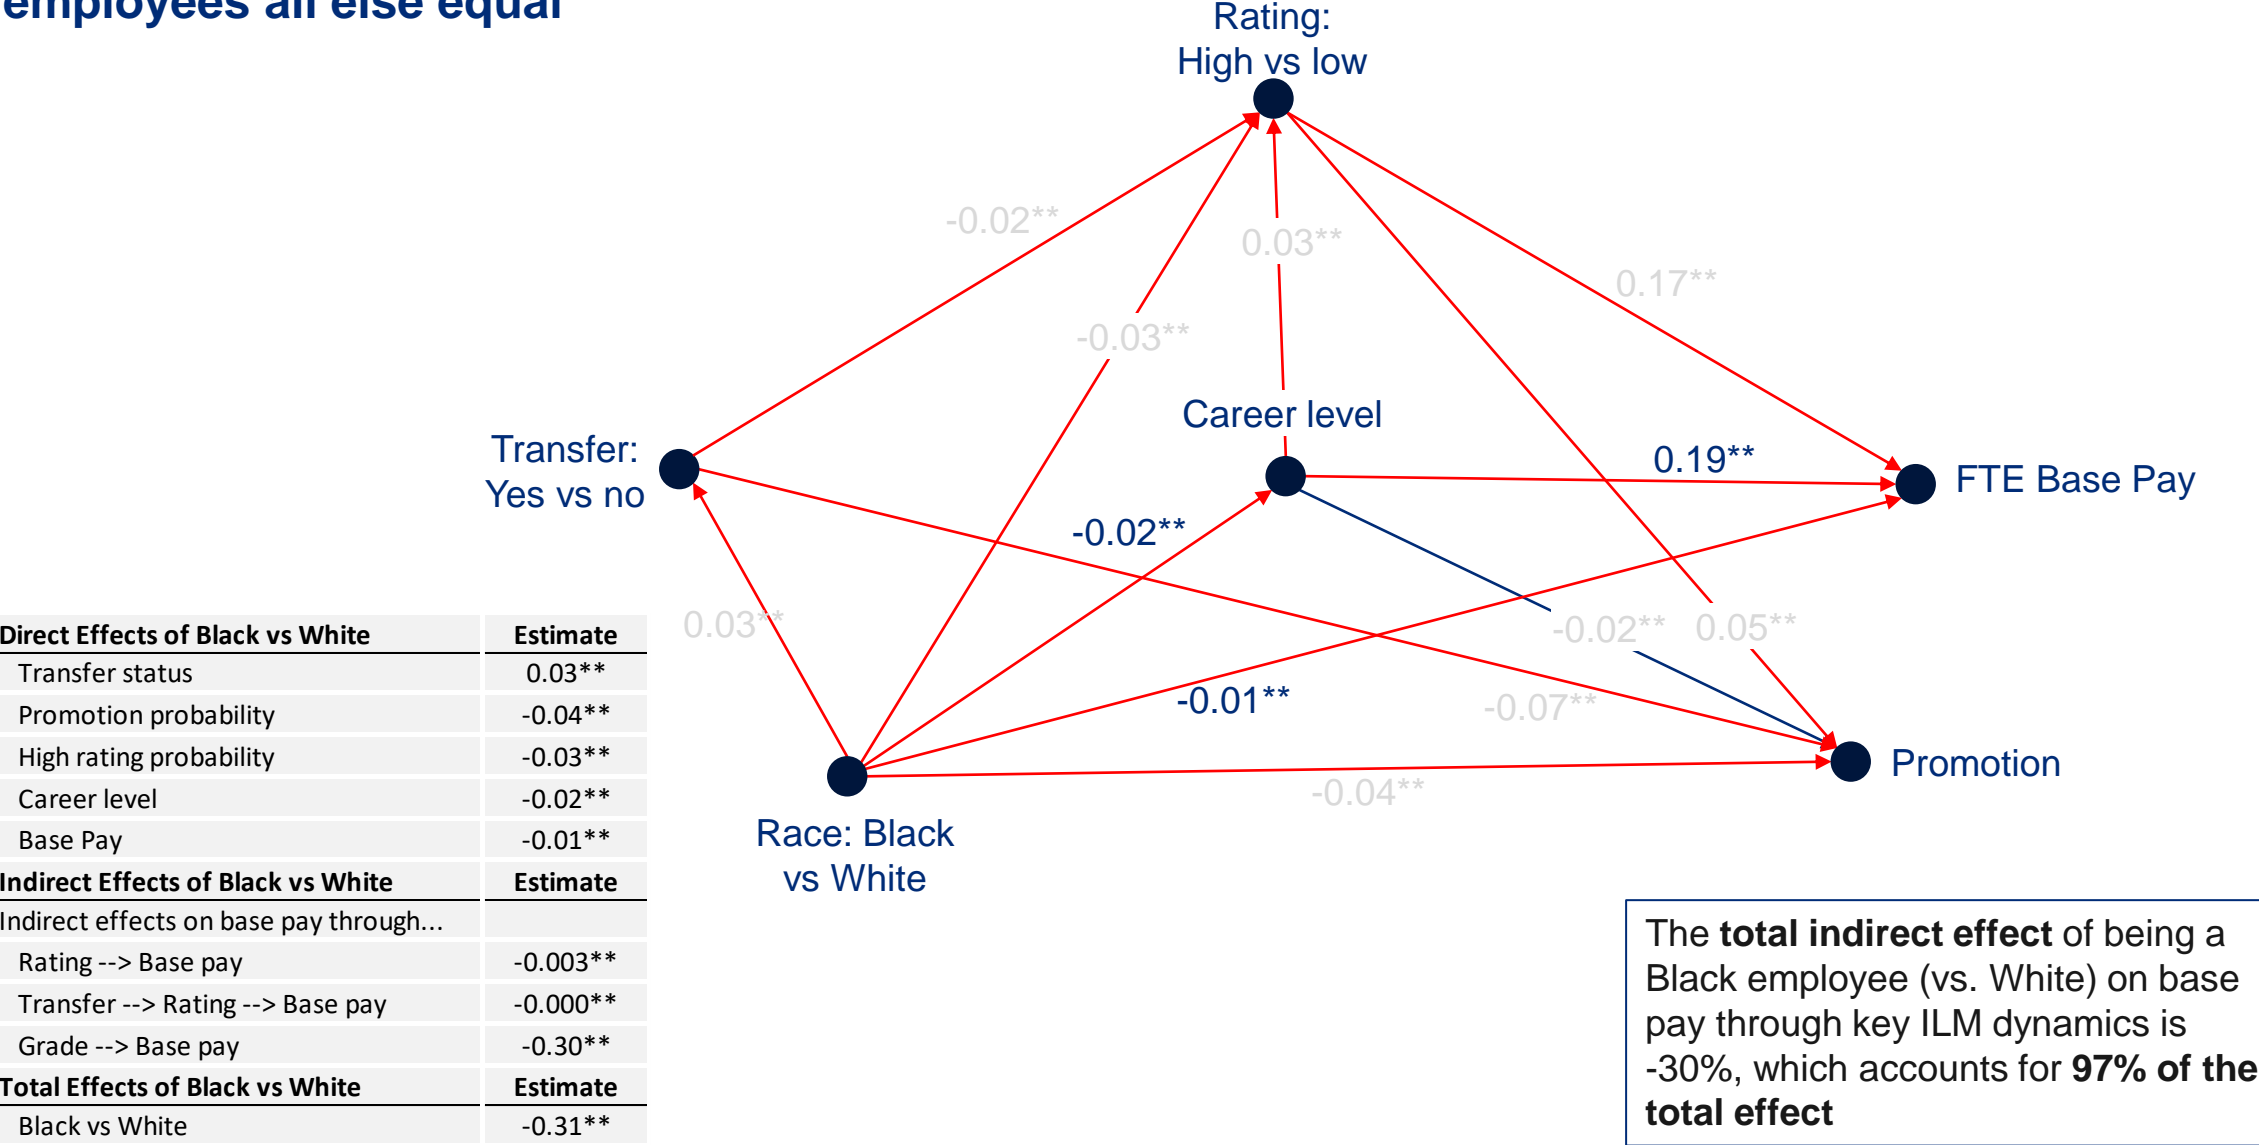 employees all else equal
Rating:
High vs low
-0.02**
0.03**
0.17**
-0.03**
Career level
Transfer:
Yes vs no
0.19**
FTE Base Pay
-0.02**
0.03**
-0.02**
0.05**
-0.01**
-0.07**
Promotion
-0.04**
Race: Black
vs White
Direct Effects of Black vs White Estimate
Transfer status 0.03**
Promotion probability -0.04**
High rating probability -0.03**
Career level -0.02**
Base Pay -0.01**
Indirect Effects of Black vs White Estimate
Indirect effects on base pay through...
Rating --> Base pay -0.003**
Transfer --> Rating --> Base pay -0.000**
Grade --> Base pay -0.30**
Total Effects of Black vs White Estimate
Black vs White -0.31**
The total indirect effect of being a
Black employee (vs. White) on base
pay through key ILM dynamics is
-30%, which accounts for 97% of the
total effect